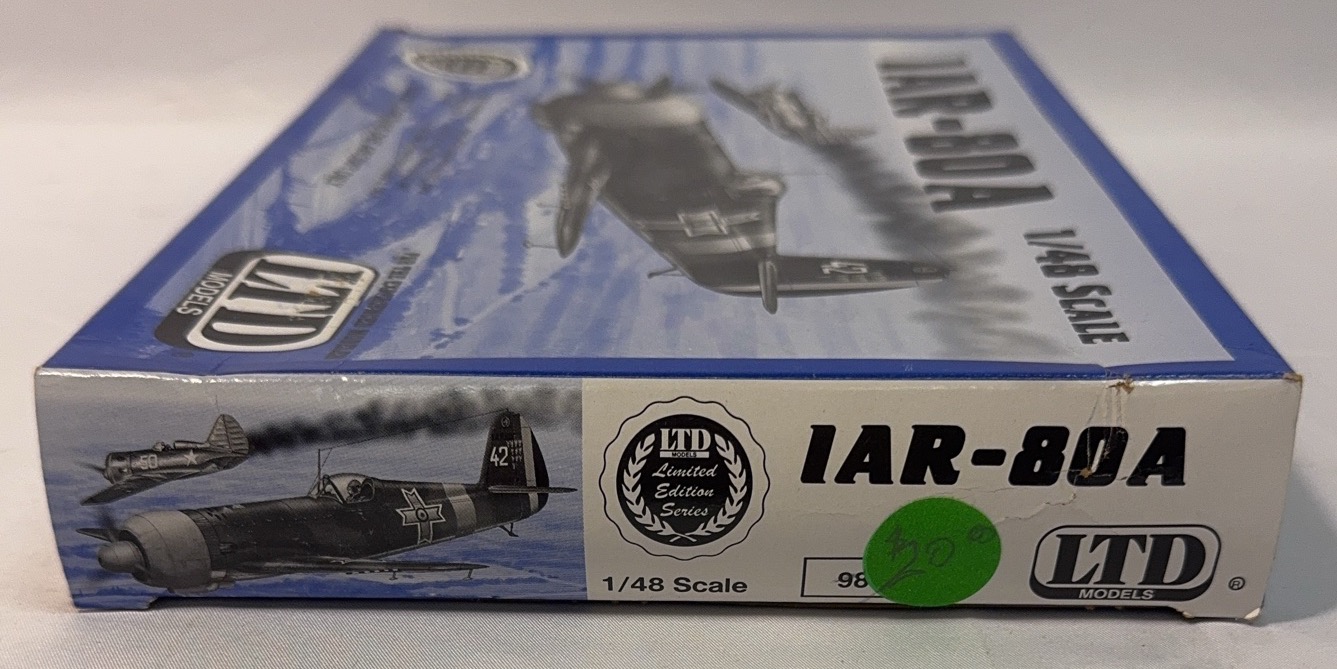 IAR-80A
1/48 SCALE
LTD
MODELS
42
50
42
LTD
MODELS
Limited
Edition
Series
1/48 Scale
IAR-80A
98
$20
LTD
MODELS
®